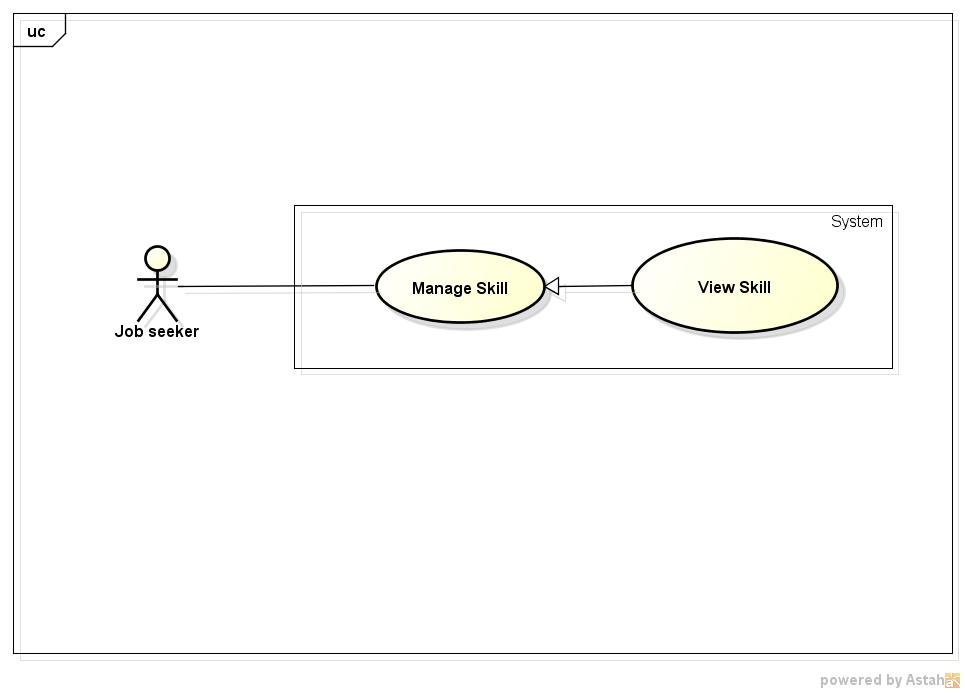 uc
System
Manage Skill
View Skill
Job seeker
powered by Astah